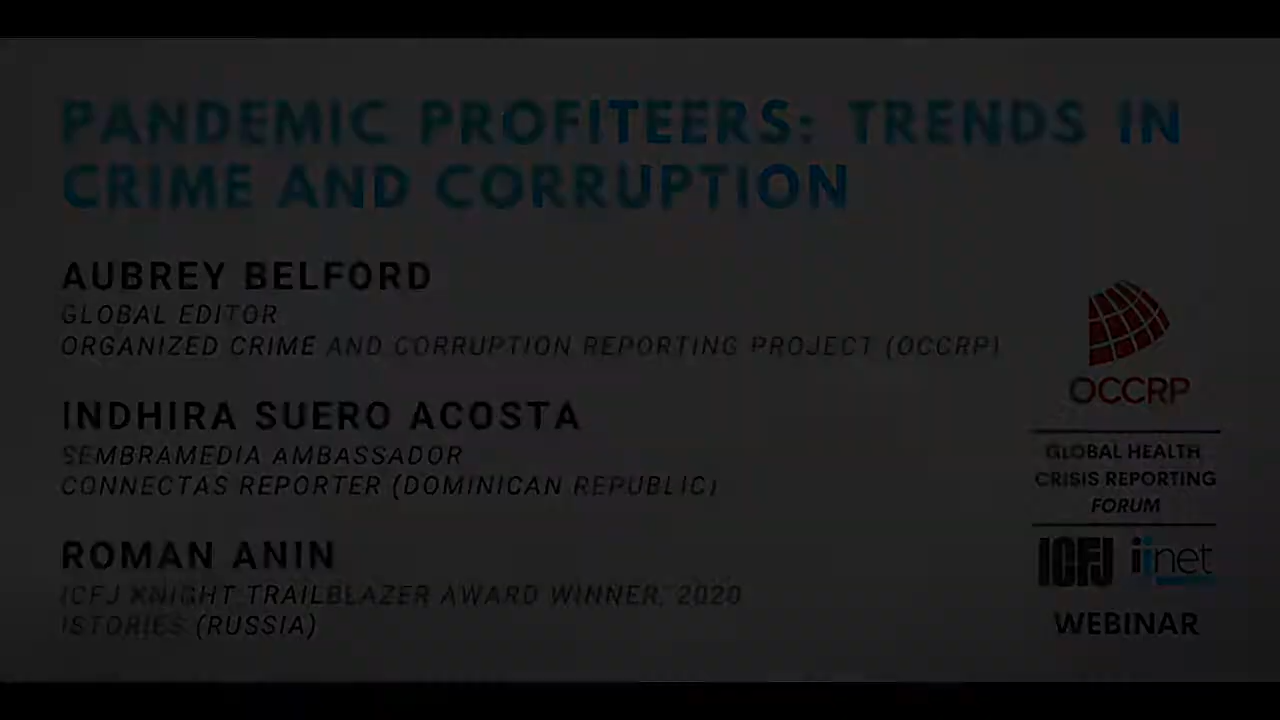 PANDEMIC PROFITEERS: TRENDS IN
CRIME AND CORRUPTION
AUBREY BELFORD
GLOBAL EDITOR
ORGANIZED CRIME AND CORRUPTION REPORTING PROJECT (OCCRP)
INDHIRA SUERO ACOSTA
SEMBRAMEDIA AMBASSADOR
CONNECTAS REPORTER (DOMINICAN REPUBLIC)
ROMAN ANIN
ICFJ KNIGHT TRAILBLAZER AWARD WINNER, 2020
ISTORIES (RUSSIA)
OCCRP
GLOBAL HEALTH
CRISIS REPORTING
FORUM
ICFJ iinet
WEBINAR